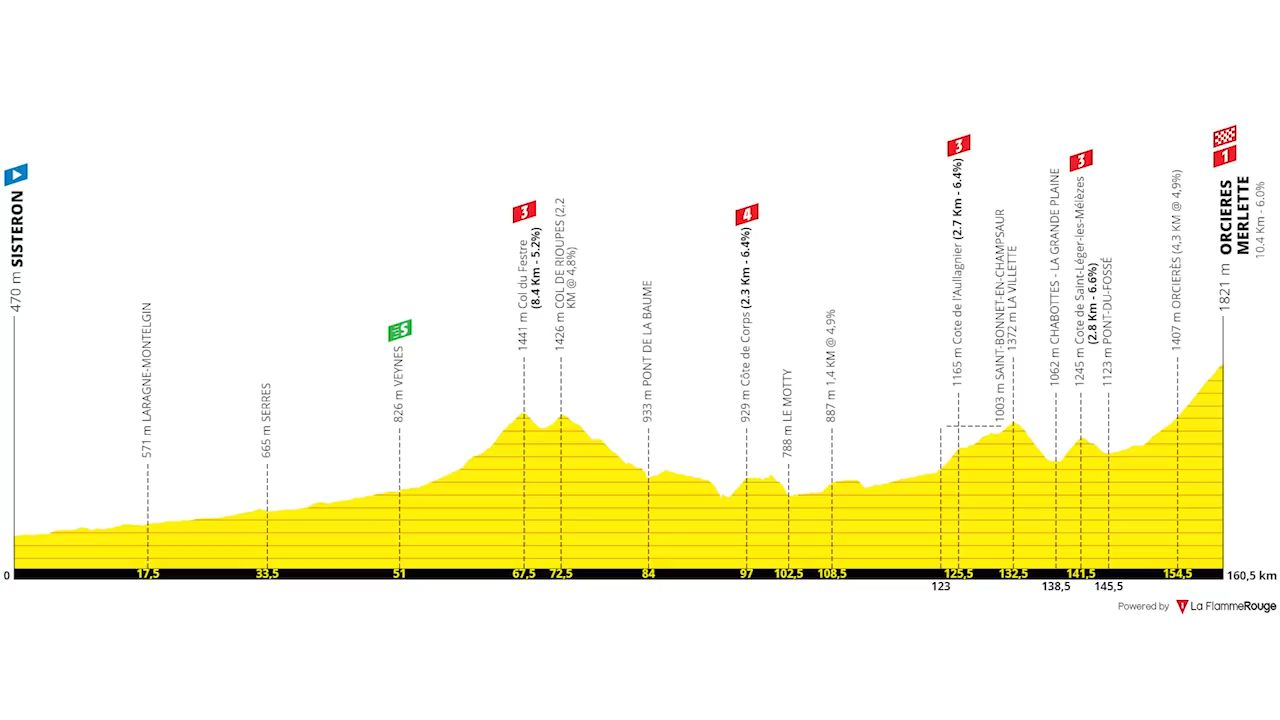 470 m SISTERON
571 m LARAGNE-MONTELGIN
665 m SERRES
S
826 m VEYNES
3
1441 m Col du Festre
(8.4 Km - 5.2%)
1426 m COL DE RIOUPES (2,2
KM @ 4,8%)
933 m PONT DE LA BAUME
4
929 m Côte de Corps (2.3 Km - 6.4%)
788 m LE MOTTY
887 m 1,4 KM @ 4,9%
3
1165 m Cote de l'Aullagnier (2.7 Km - 6.4%)
1003 m SAINT-BONNET-EN-CHAMPSAUR
1372 m LA VILLETTE
1062 m CHABOTTES - LA GRANDE PLAINE
3
1245 m Cote de Saint-Léger-les-Mélèzes
(2.8 Km - 6.6%)
1123 m PONT-DU-FOSSÉ
1407 m ORCIERÈS (4,3 KM @ 4,9%)
1
1821 m ORCIERES
MERLETTE
10.4 Km - 6.0%
0 17,5 33,5 51 67,5 72,5 84 97 102,5 108,5 125,5 132,5 141,5 154,5 160,5 km
123 138,5 145,5
Powered by La FlammeRouge